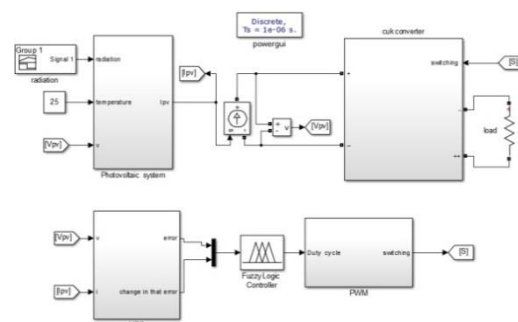 Discrete,
Ts = 1e-06 s.
powergui
cuk converter
Group 1
Signal 1
radiation
radiation
25
temperature
Ipv
[Vpv]
v
Photovoltaic system
[Ipv]
+
-
v
[Vpv]
+
-
switching
[S]
-
++
load
[Vpv]
v
error
[Ipv]
I
change in that error
Fuzzy Logic
Controller
Duty cycle
switching
PWM
[S]